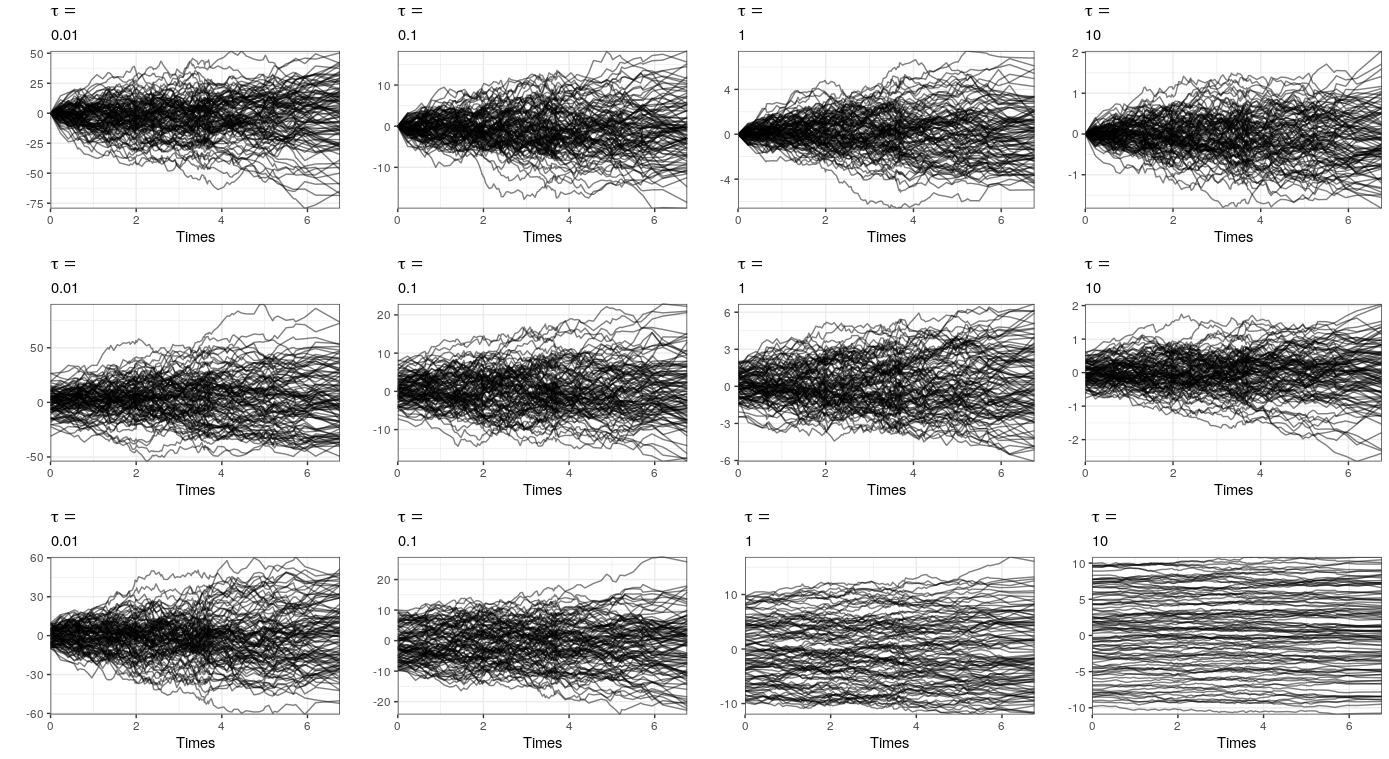 τ = τ = τ = τ =
0.01 0.1 1 10
50 10 4 2
25 0 0 1
0 -10 -4 0
-25 -1
-50
-75
0 2 4 6 0 2 4 6 0 2 4 6 0 2 4 6
Times Times Times Times
τ = τ = τ = τ =
0.01 0.1 1 10
50 20 6 2
0 10 3 1
-50 0 0 0
-10 -3 -1
-6 -2
0 2 4 6 0 2 4 6 0 2 4 6 0 2 4 6
Times Times Times Times
τ = τ = τ = τ =
0.01 0.1 1 10
60 20 10 10
30 10 0 5
0 0 -10 0
-30 -10 -5
-60 -20 -10
0 2 4 6 0 2 4 6 0 2 4 6 0 2 4 6
Times Times Times Times